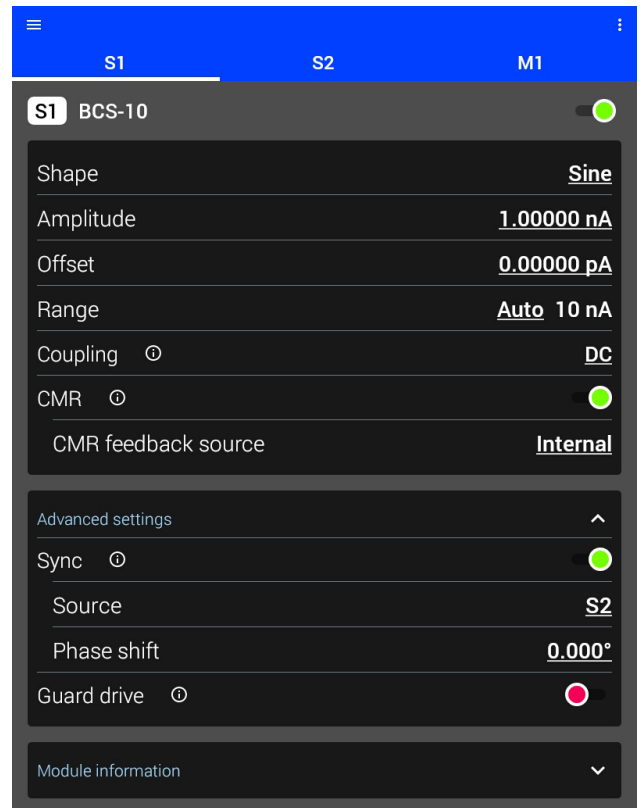 S1 S2 M1
S1 BCS-10
Shape Sine
Amplitude 1.00000 nA
Offset 0.00000 pA
Range Auto 10 nA
Coupling DC
CMR
CMR feedback source Internal
Advanced settings
Sync
Source S2
Phase shift 0.000°
Guard drive
Module information